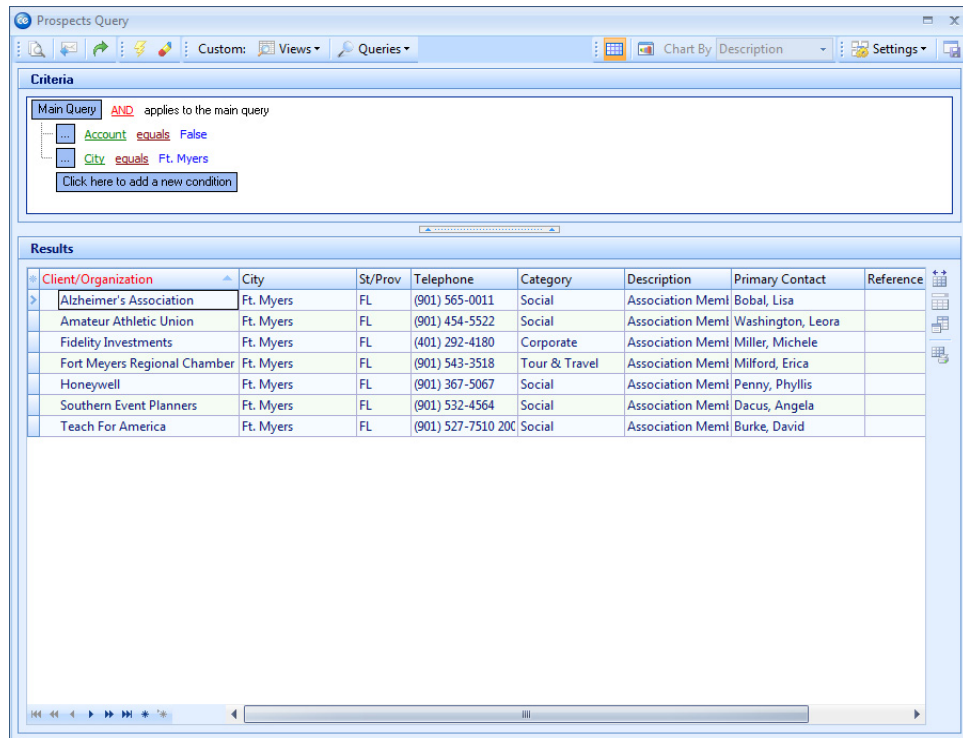 Prospects Query
Custom: Views Queries Chart By Description Settings
Criteria
Main Query AND applies to the main query
... Account equals False
... City equals Ft. Myers
Click here to add a new condition
Results
Client/Organization City St/Prov Telephone Category Description Primary Contact Reference
Alzheimer's Association Ft. Myers FL (901) 565-0011 Social Association Meml Bobal, Lisa
Amateur Athletic Union Ft. Myers FL (901) 454-5522 Social Association Meml Washington, Leora
Fidelity Investments Ft. Myers FL (401) 292-4180 Corporate Association Meml Miller, Michele
Fort Meyers Regional Chamber Ft. Myers FL (901) 543-3518 Tour & Travel Association Meml Milford, Erica
Honeywell Ft. Myers FL (901) 367-5067 Social Association Meml Penny, Phyllis
Southern Event Planners Ft. Myers FL (901) 532-4564 Social Association Meml Dacus, Angela
Teach For America Ft. Myers FL (901) 527-7510 200 Social Association Meml Burke, David